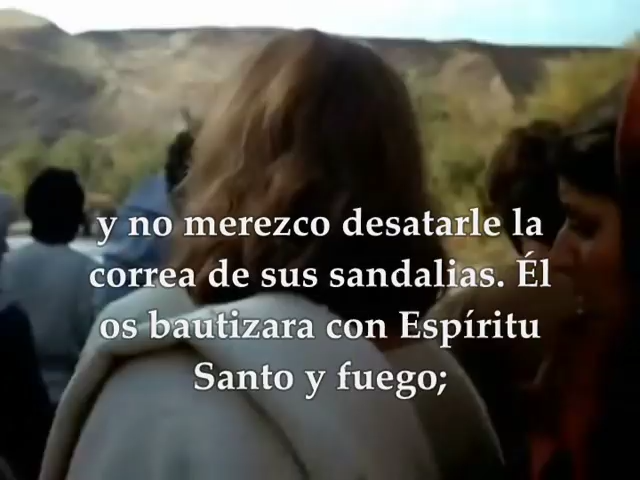 y no merezco desatarle la
correa de sus sandalias. Él
os bautizara con Espíritu
Santo y fuego;